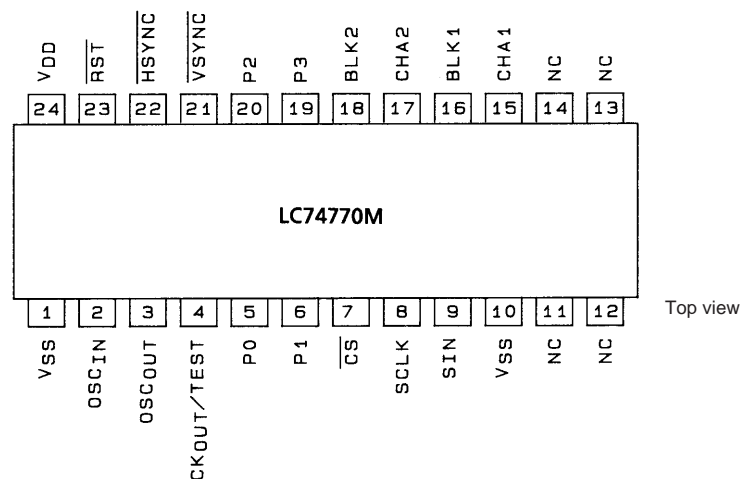 VDD
RST
HSYNC
VSYNC
P2
P3
BLK2
CHA2
BLK1
CHA1
NC
NC
24 23 22 21 20 19 18 17 16 15 14 13
LC74770M
1 2 3 4 5 6 7 8 9 10 11 12
Top view
VSS
OSCIN
OSCOUT
CKOUT/TEST
P0
P1
CS
SCLK
SIN
VSS
NC
NC